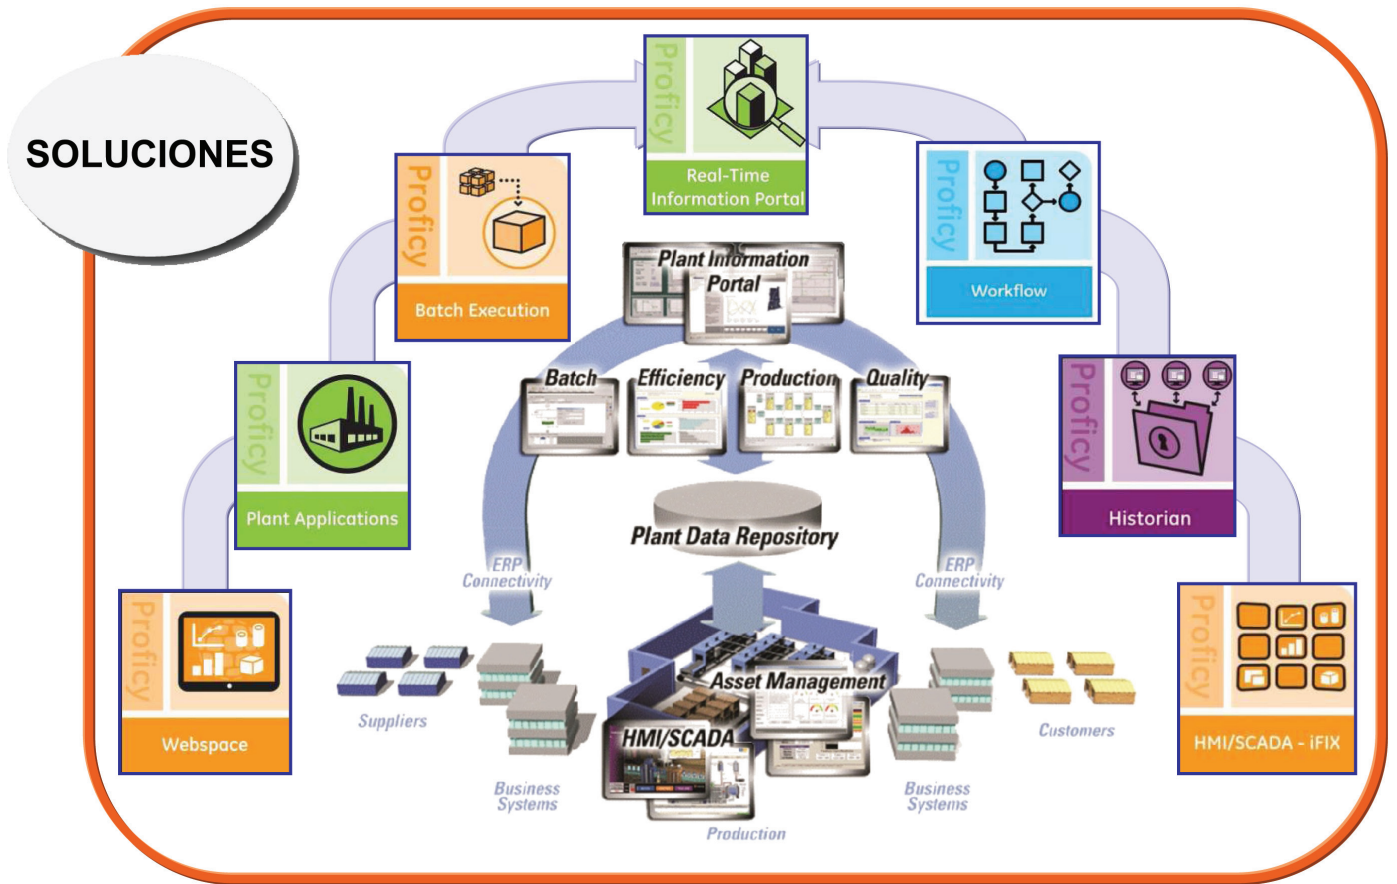 SOLUCIONES
Proficy
Real-Time
Information Portal
Proficy
Batch Execution
Proficy
Workflow
Proficy
Plant Applications
Proficy
Historian
Proficy
Webspace
Proficy
HMI/SCADA - iFIX
Plant Information
Portal
Batch
Efficiency
Production
Quality
Plant Data Repository
ERP
Connectivity
ERP
Connectivity
Suppliers
Asset Management
HMI/SCADA
Customers
Business
Systems
Business
Systems
Production